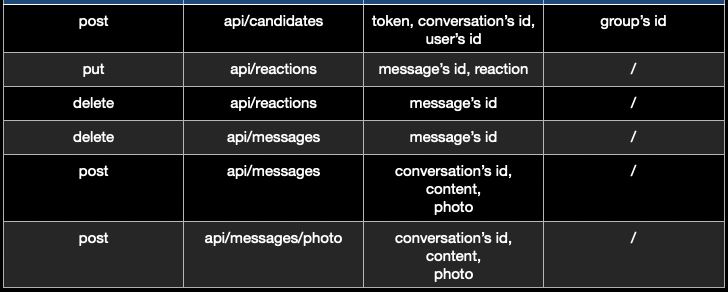 post api/candidates token, conversation’s id, group’s id
user’s id
put api/reactions message’s id, reaction /
delete api/reactions message’s id /
delete api/messages message’s id /
post api/messages conversation’s id, /
content,
photo
post api/messages/photo conversation’s id, /
content,
photo